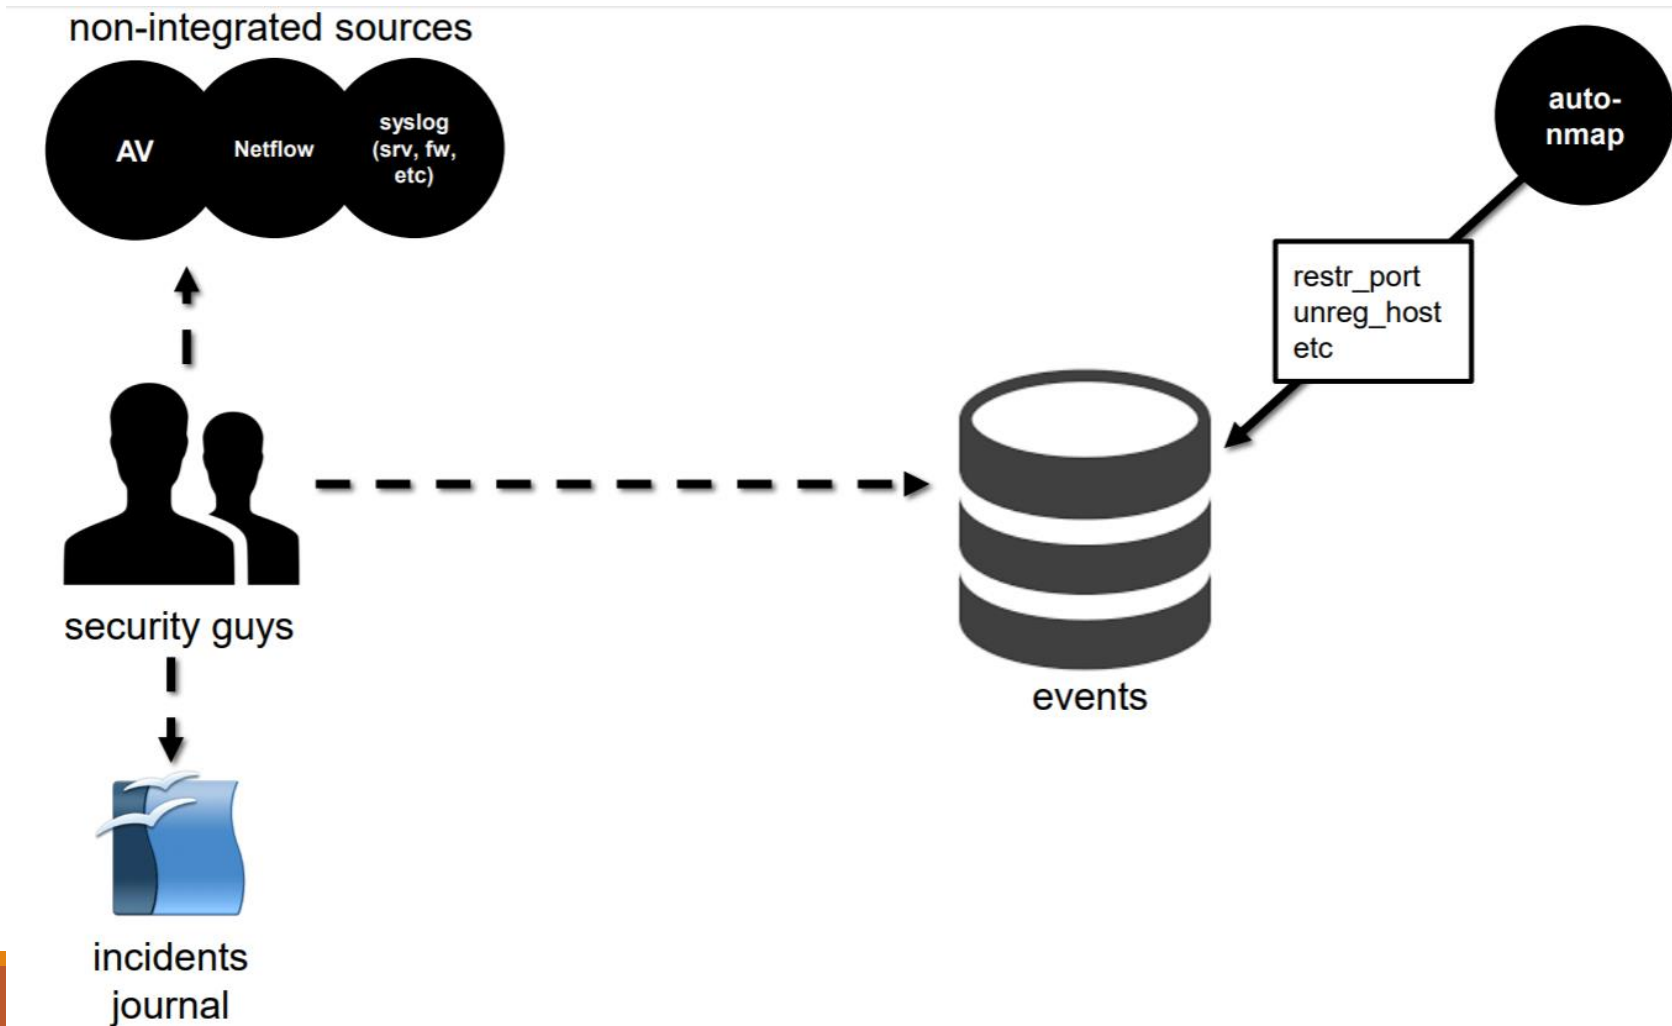 non-integrated sources
AV
Netflow
syslog
(srv, fw,
etc)
auto-
nmap
restr_port
unreg_host
etc
security guys
events
incidents
journal